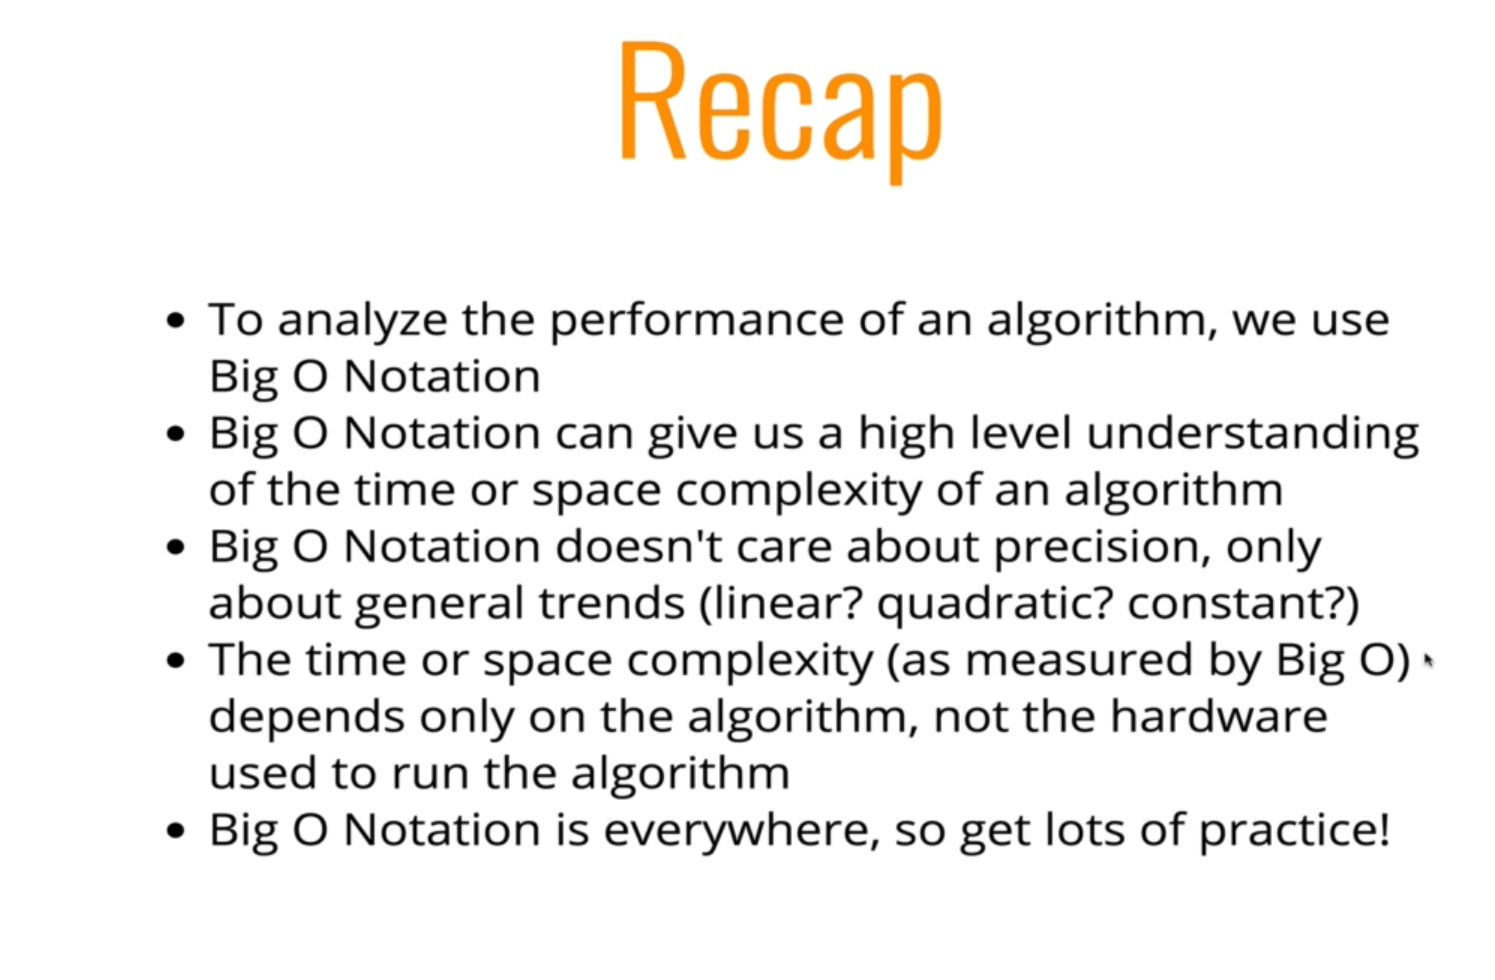 Recap
• To analyze the performance of an algorithm, we use
Big O Notation
• Big O Notation can give us a high level understanding
of the time or space complexity of an algorithm
• Big O Notation doesn't care about precision, only
about general trends (linear? quadratic? constant?)
• The time or space complexity (as measured by Big O)
depends only on the algorithm, not the hardware
used to run the algorithm
• Big O Notation is everywhere, so get lots of practice!